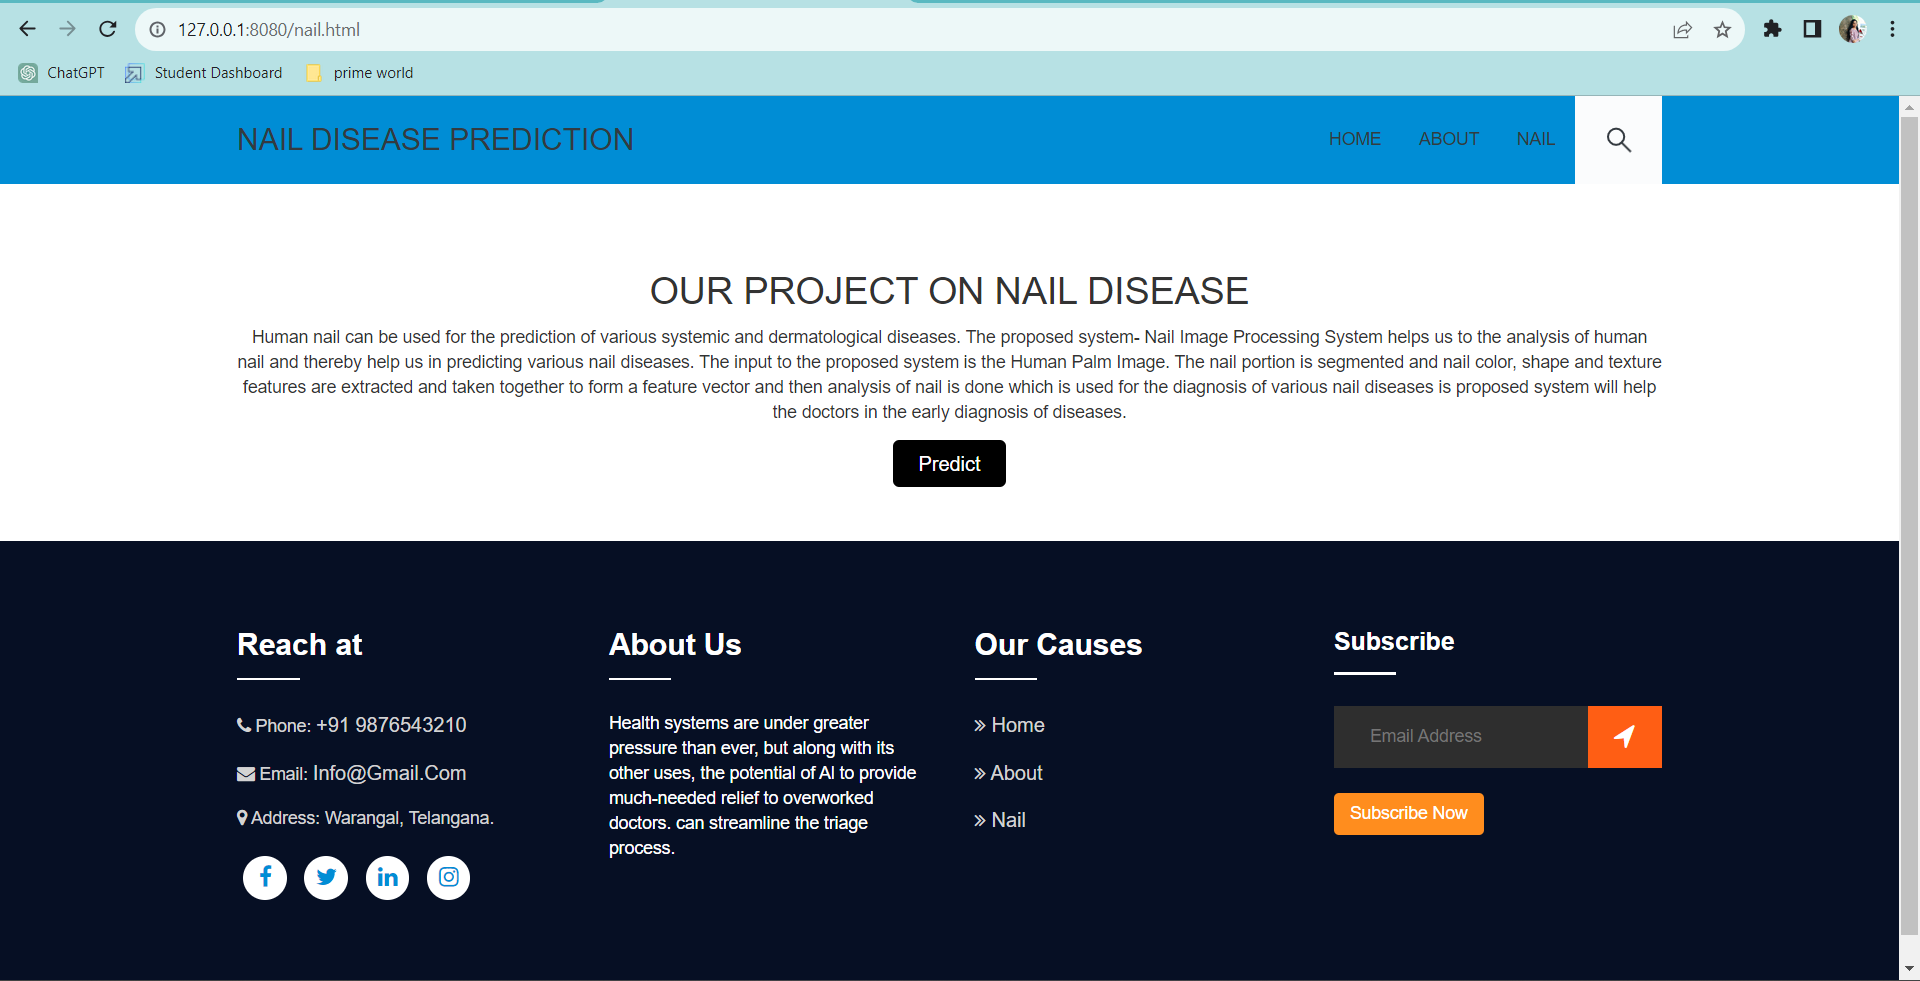 127.0.0.1:8080/nail.html
ChatGPT Student Dashboard prime world
NAIL DISEASE PREDICTION
HOME ABOUT NAIL
OUR PROJECT ON NAIL DISEASE
Human nail can be used for the prediction of various systemic and dermatological diseases. The proposed system- Nail Image Processing System helps us to the analysis of human
nail and thereby help us in predicting various nail diseases. The input to the proposed system is the Human Palm Image. The nail portion is segmented and nail color, shape and texture
features are extracted and taken together to form a feature vector and then analysis of nail is done which is used for the diagnosis of various nail diseases is proposed system will help
the doctors in the early diagnosis of diseases.
Predict
Reach at
Phone: +91 9876543210
Email: Info@Gmail.Com
Address: Warangal, Telangana.
About Us
Health systems are under greater
pressure than ever, but along with its
other uses, the potential of AI to provide
much-needed relief to overworked
doctors. can streamline the triage
process.
Our Causes
» Home
» About
» Nail
Subscribe
Email Address
Subscribe Now